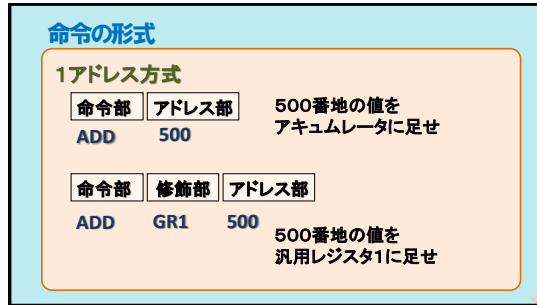 命令の形式
1アドレス方式
命令部 アドレス部
ADD 500
500番地の値を
アキュムレータに足せ
命令部 修飾部 アドレス部
ADD GR1 500
500番地の値を
汎用レジスタ1に足せ